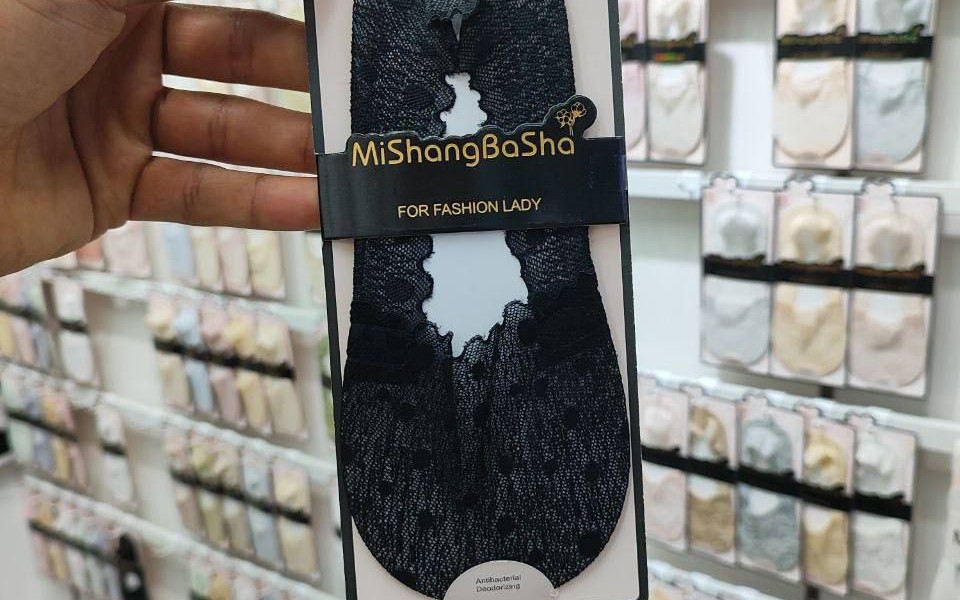 MiShangBaSha
FOR FASHION LADY
Antibacterial
Deodorizing